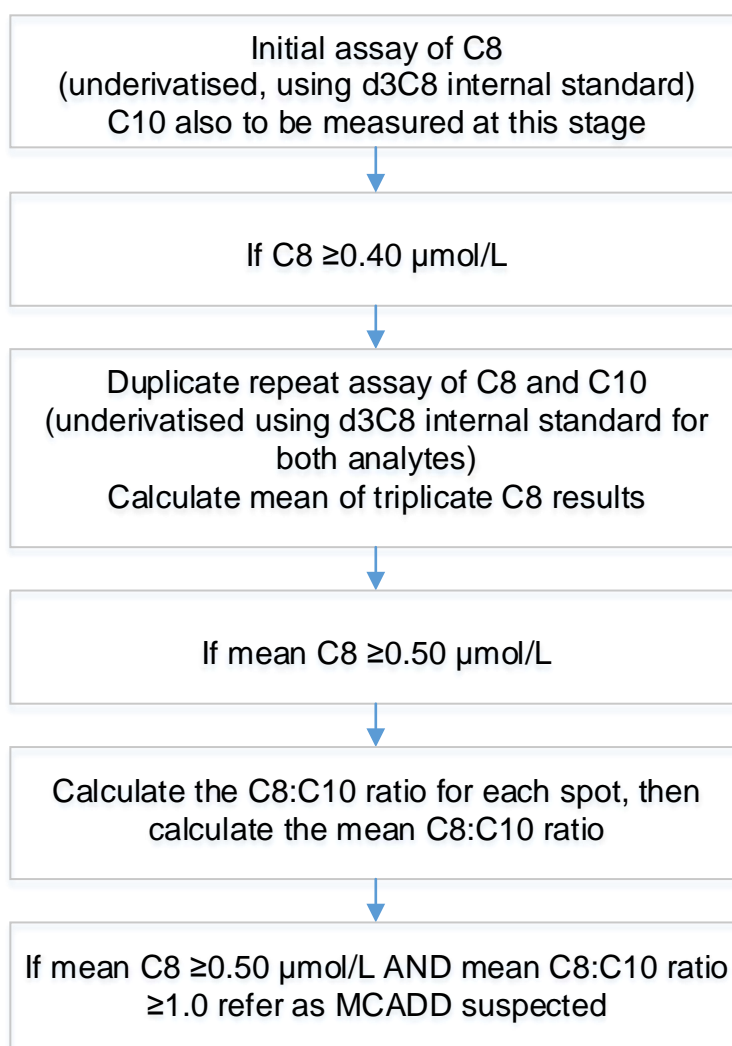 Initial assay of C8
(underivatised, using d3C8 internal standard)
C10 also to be measured at this stage
If C8 ≥0.40 µmol/L
Duplicate repeat assay of C8 and C10
(underivatised using d3C8 internal standard for
both analytes)
Calculate mean of triplicate C8 results
If mean C8 ≥0.50 µmol/L
Calculate the C8:C10 ratio for each spot, then
calculate the mean C8:C10 ratio
If mean C8 ≥0.50 µmol/L AND mean C8:C10 ratio
≥1.0 refer as MCADD suspected